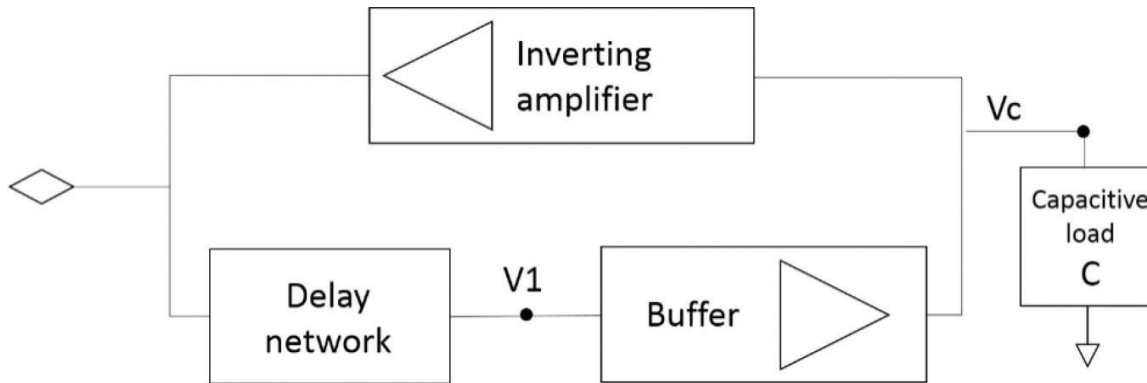 Inverting
amplifier
Vc
Capacitive
load
C
Delay
network
V1
Buffer